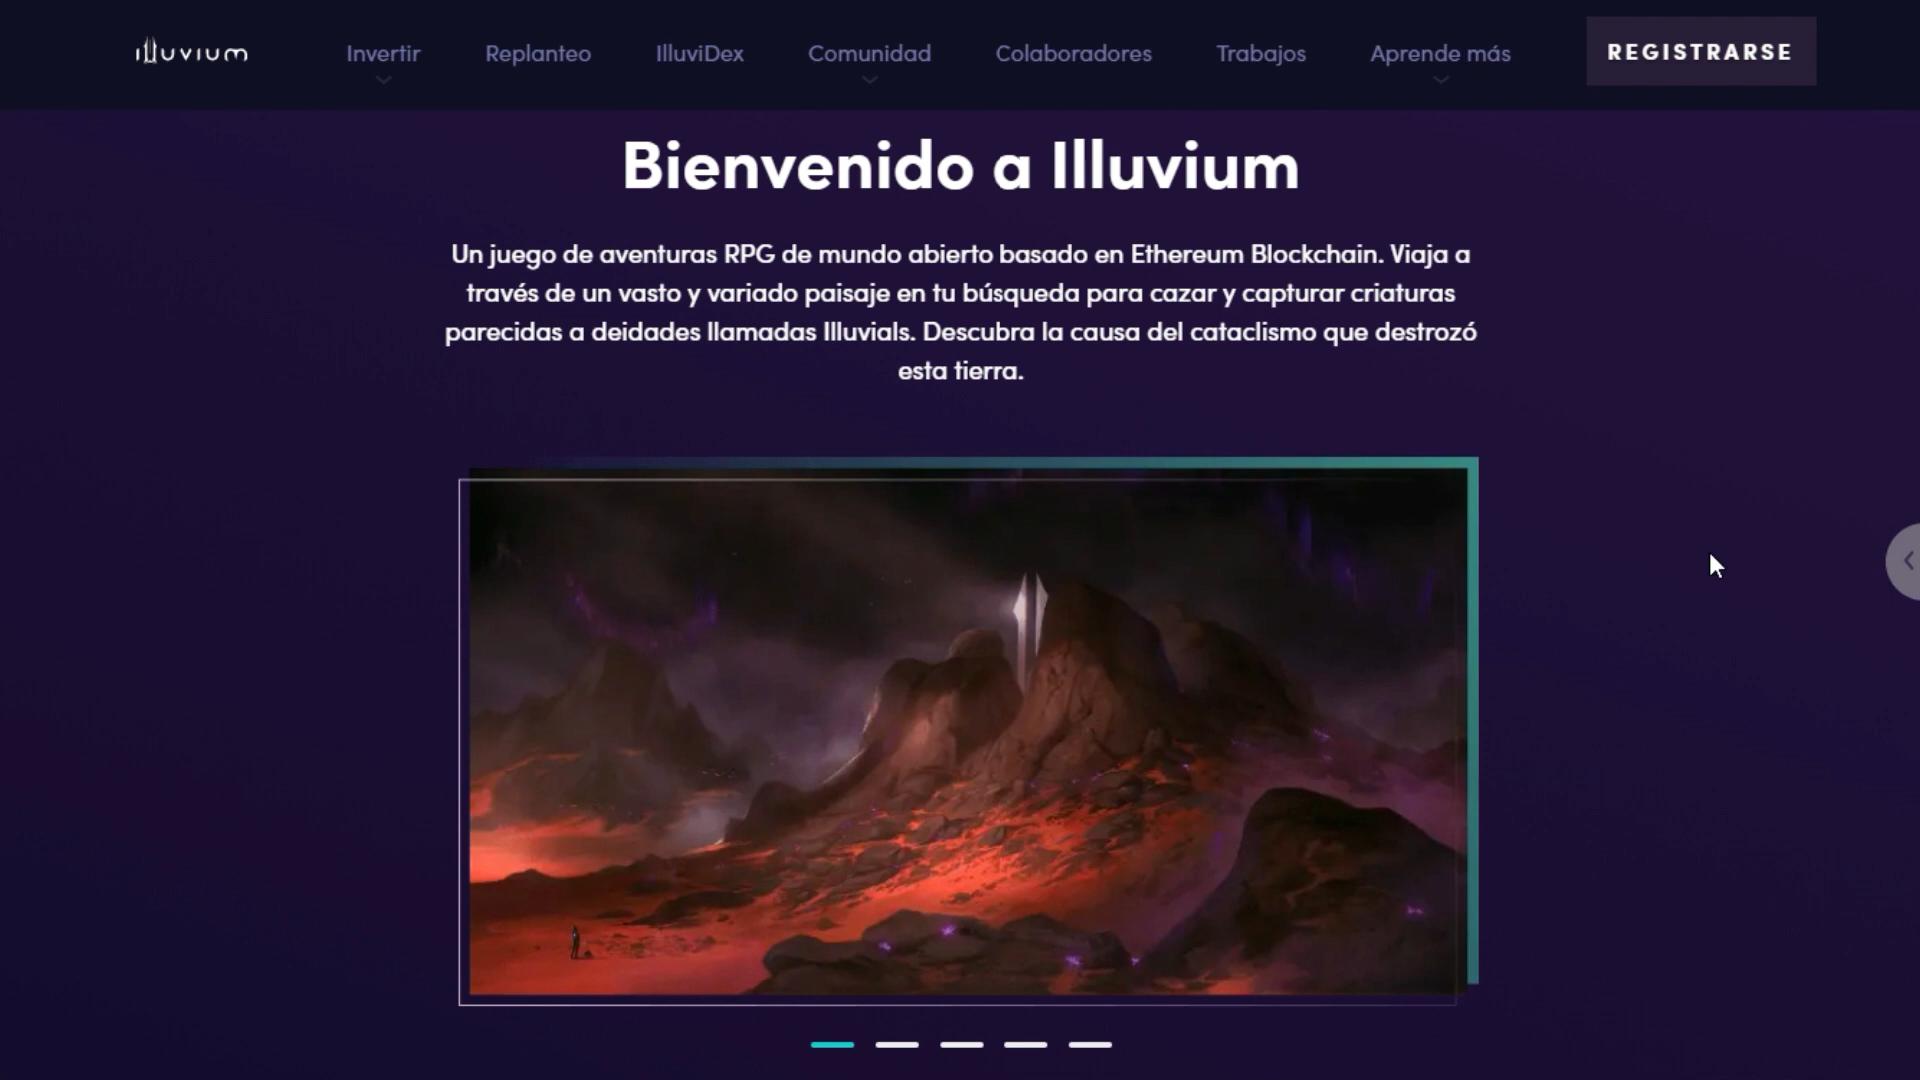 illuvium
Invertir
Replanteo
IlluviDex
Comunidad
Colaboradores
Trabajos
Aprende más
REGISTRARSE
Bienvenido a Illuvium
Un juego de aventuras RPG de mundo abierto basado en Ethereum Blockchain. Viaja a
través de un vasto y variado paisaje en tu búsqueda para cazar y capturar criaturas
parecidas a deidades llamadas Illuvials. Descubra la causa del cataclismo que destrozó
esta tierra.